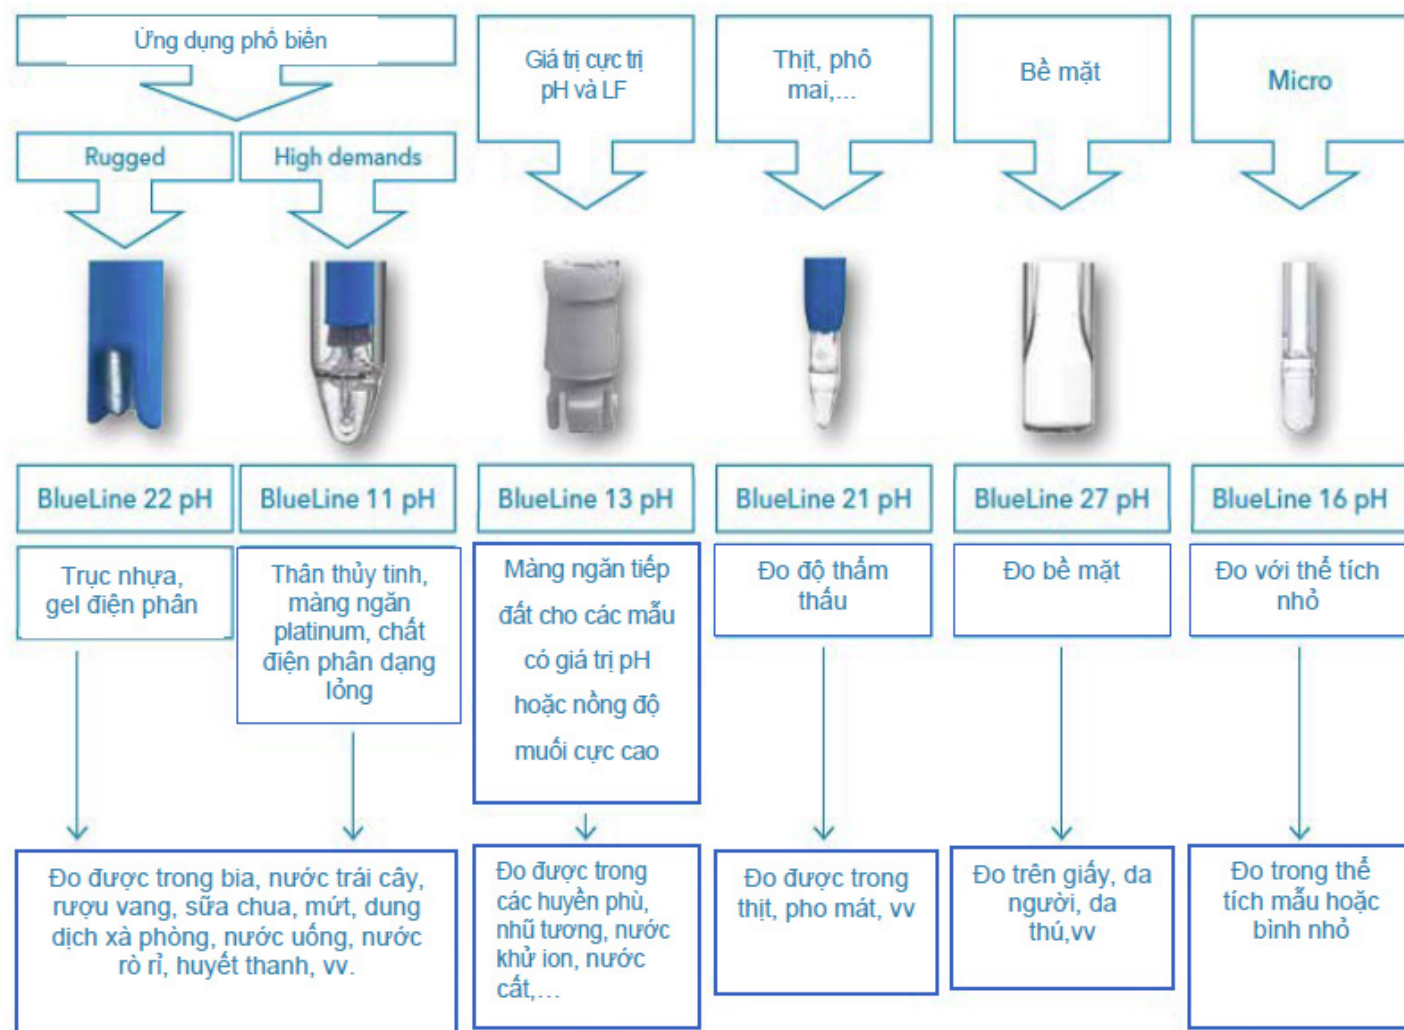 Ứng dụng phổ biến
Rugged
High demands
Giá trị cực trị
pH và LF
Thịt, phô
mai,...
Bề mặt
Micro
BlueLine 22 pH
BlueLine 11 pH
BlueLine 13 pH
BlueLine 21 pH
BlueLine 27 pH
BlueLine 16 pH
Trục nhựa,
gel điện phân
Thân thủy tinh,
màng ngăn
platinum, chất
điện phân dạng
lỏng
Màng ngăn tiếp
đất cho các mẫu
có giá trị pH
hoặc nồng độ
muối cực cao
Đo độ thẩm
thấu
Đo bề mặt
Đo với thể tích
nhỏ
Đo được trong bia, nước trái cây,
rượu vang, sữa chua, mứt, dung
dịch xà phòng, nước uống, nước
rò rỉ, huyết thanh, vv.
Đo được trong
các huyền phù,
nhũ tương, nước
khử ion, nước
cất,...
Đo được trong
thịt, pho mát, vv
Đo trên giấy, da
người, da
thú,vv
Đo trong thể
tích mẫu hoặc
bình nhỏ